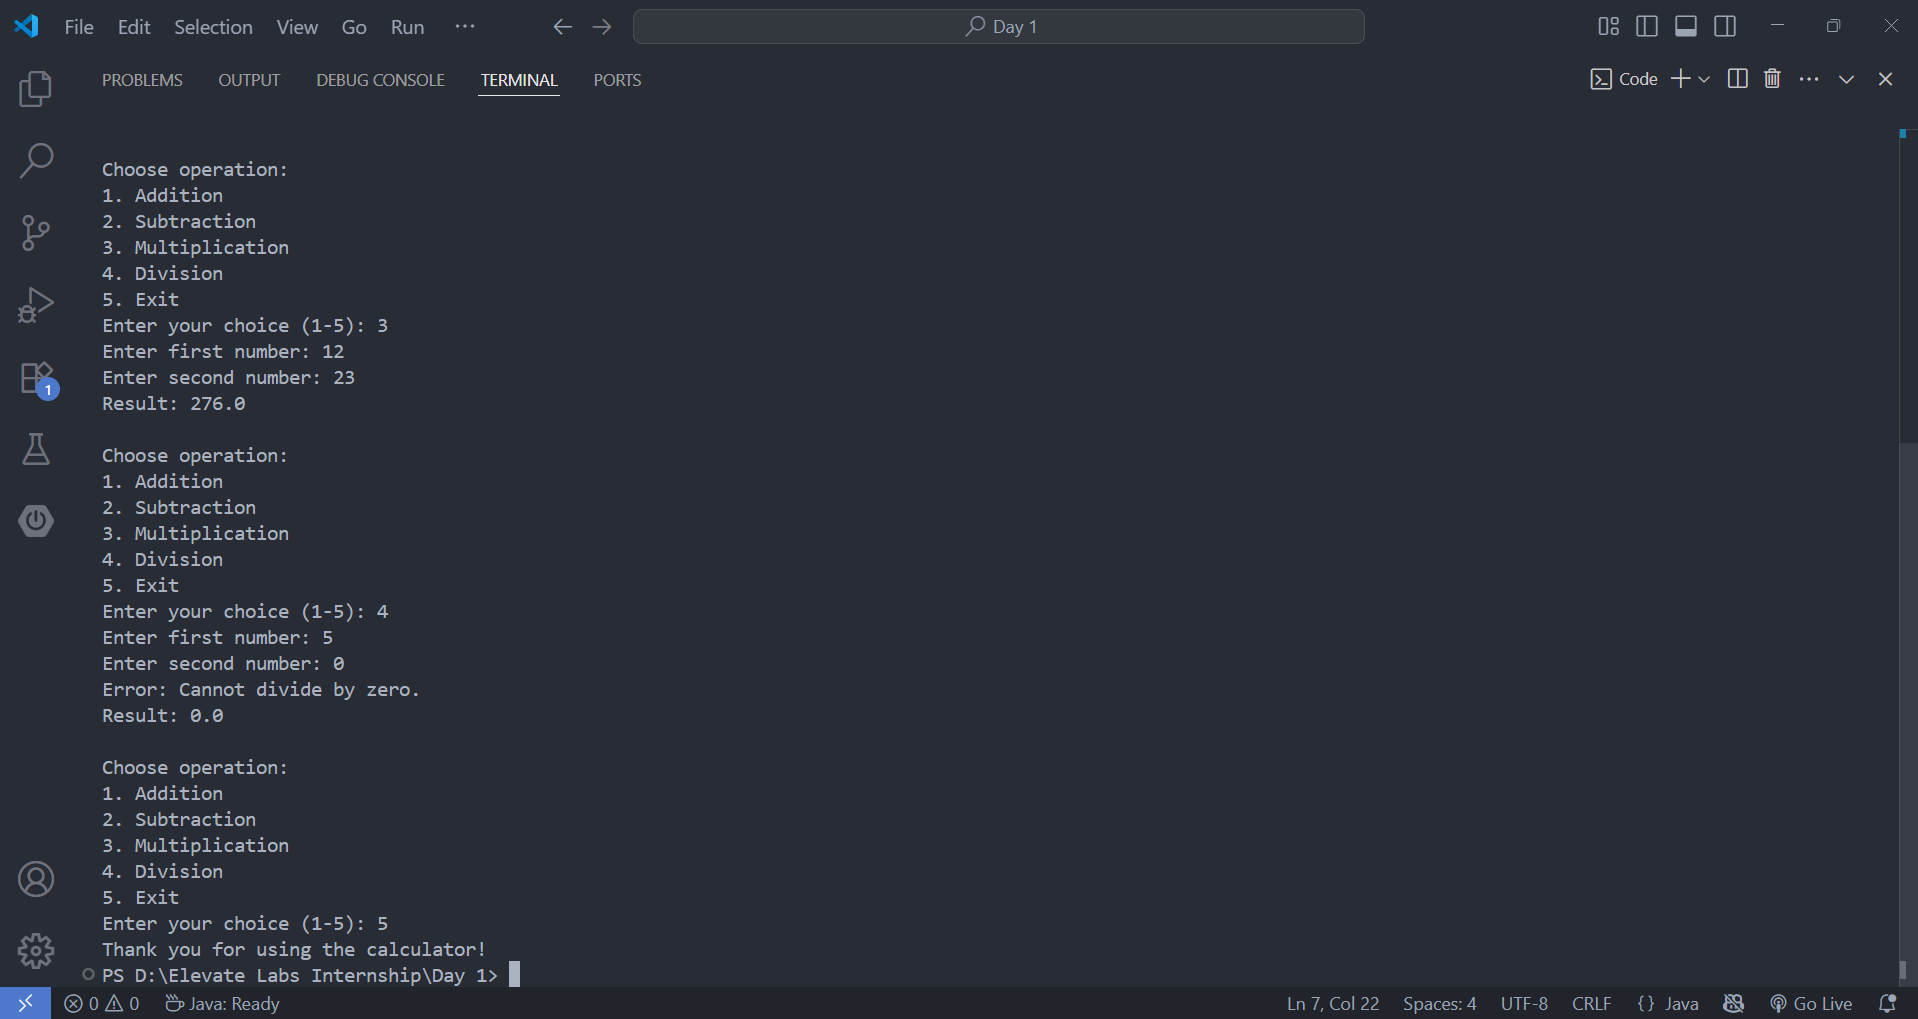 File Edit Selection View Go Run ··· Day 1
PROBLEMS OUTPUT DEBUG CONSOLE TERMINAL PORTS Code
Choose operation:
1. Addition
2. Subtraction
3. Multiplication
4. Division
5. Exit
Enter your choice (1-5): 3
Enter first number: 12
Enter second number: 23
Result: 276.0
Choose operation:
1. Addition
2. Subtraction
3. Multiplication
4. Division
5. Exit
Enter your choice (1-5): 4
Enter first number: 5
Enter second number: 0
Error: Cannot divide by zero.
Result: 0.0
Choose operation:
1. Addition
2. Subtraction
3. Multiplication
4. Division
5. Exit
Enter your choice (1-5): 5
Thank you for using the calculator!
PS D:\Elevate Labs Internship\Day 1>
1
0 0 Java: Ready Ln 7, Col 22 Spaces: 4 UTF-8 CRLF {} Java Go Live